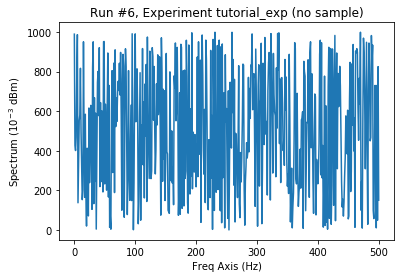 Run #6, Experiment tutorial_exp (no sample)
1000
800
600
400
200
0
Spectrum (10⁻³ dBm)
0 100 200 300 400 500
Freq Axis (Hz)